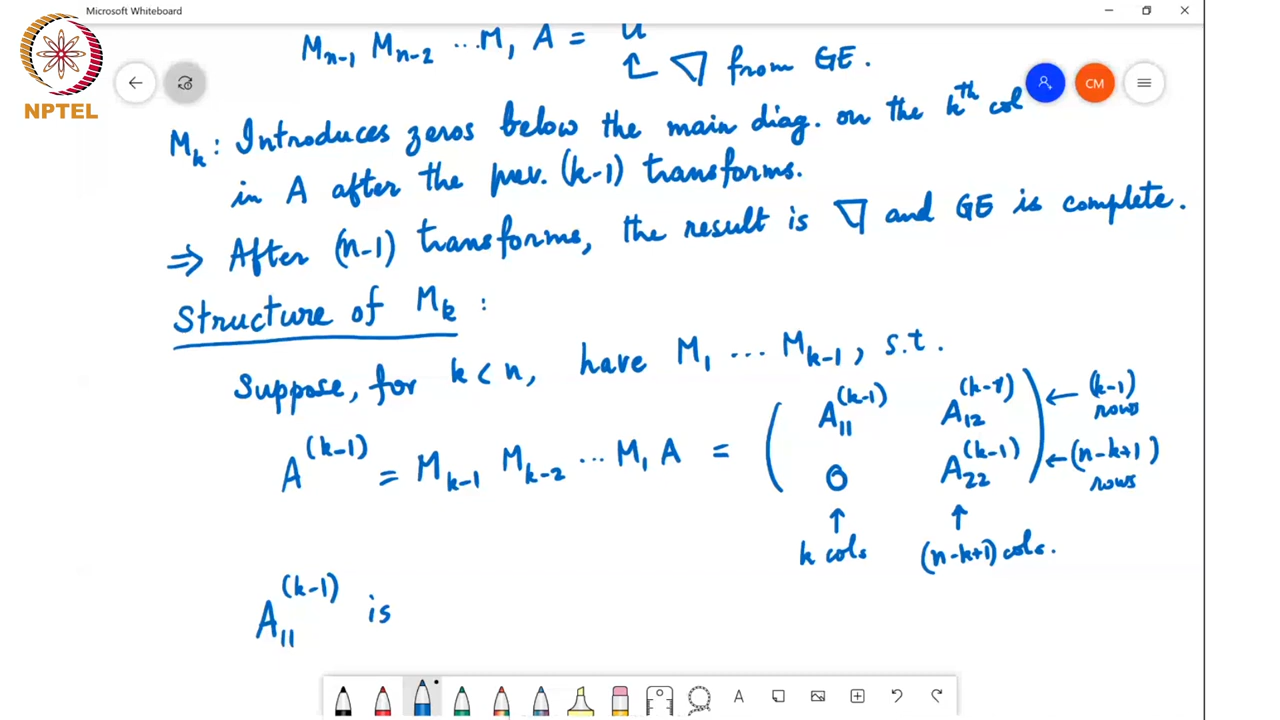 Microsoft Whiteboard
NPTEL
M_{n-1} M_{n-2} ... M_1 A = U
↑ ▽ from GE.
CM
M_k : Introduces zeros below the main diag. on the k^{th} col
in A after the prev. (k-1) transforms.
⇒ After (n-1) transforms, the result is ▽ and GE is complete.
Structure of M_k :
Suppose, for k < n, have M_1 ... M_{k-1}, s.t.
A^{(k-1)} = M_{k-1} M_{k-2} ... M_1 A = ( A_{11}^{(k-1)} A_{12}^{(k-1)} ; 0 A_{22}^{(k-1)} )
← (k-1) rows
← (n-k+1) rows
↑ ↑
k cols (n-k+1) cols.
A_{11}^{(k-1)} is
A